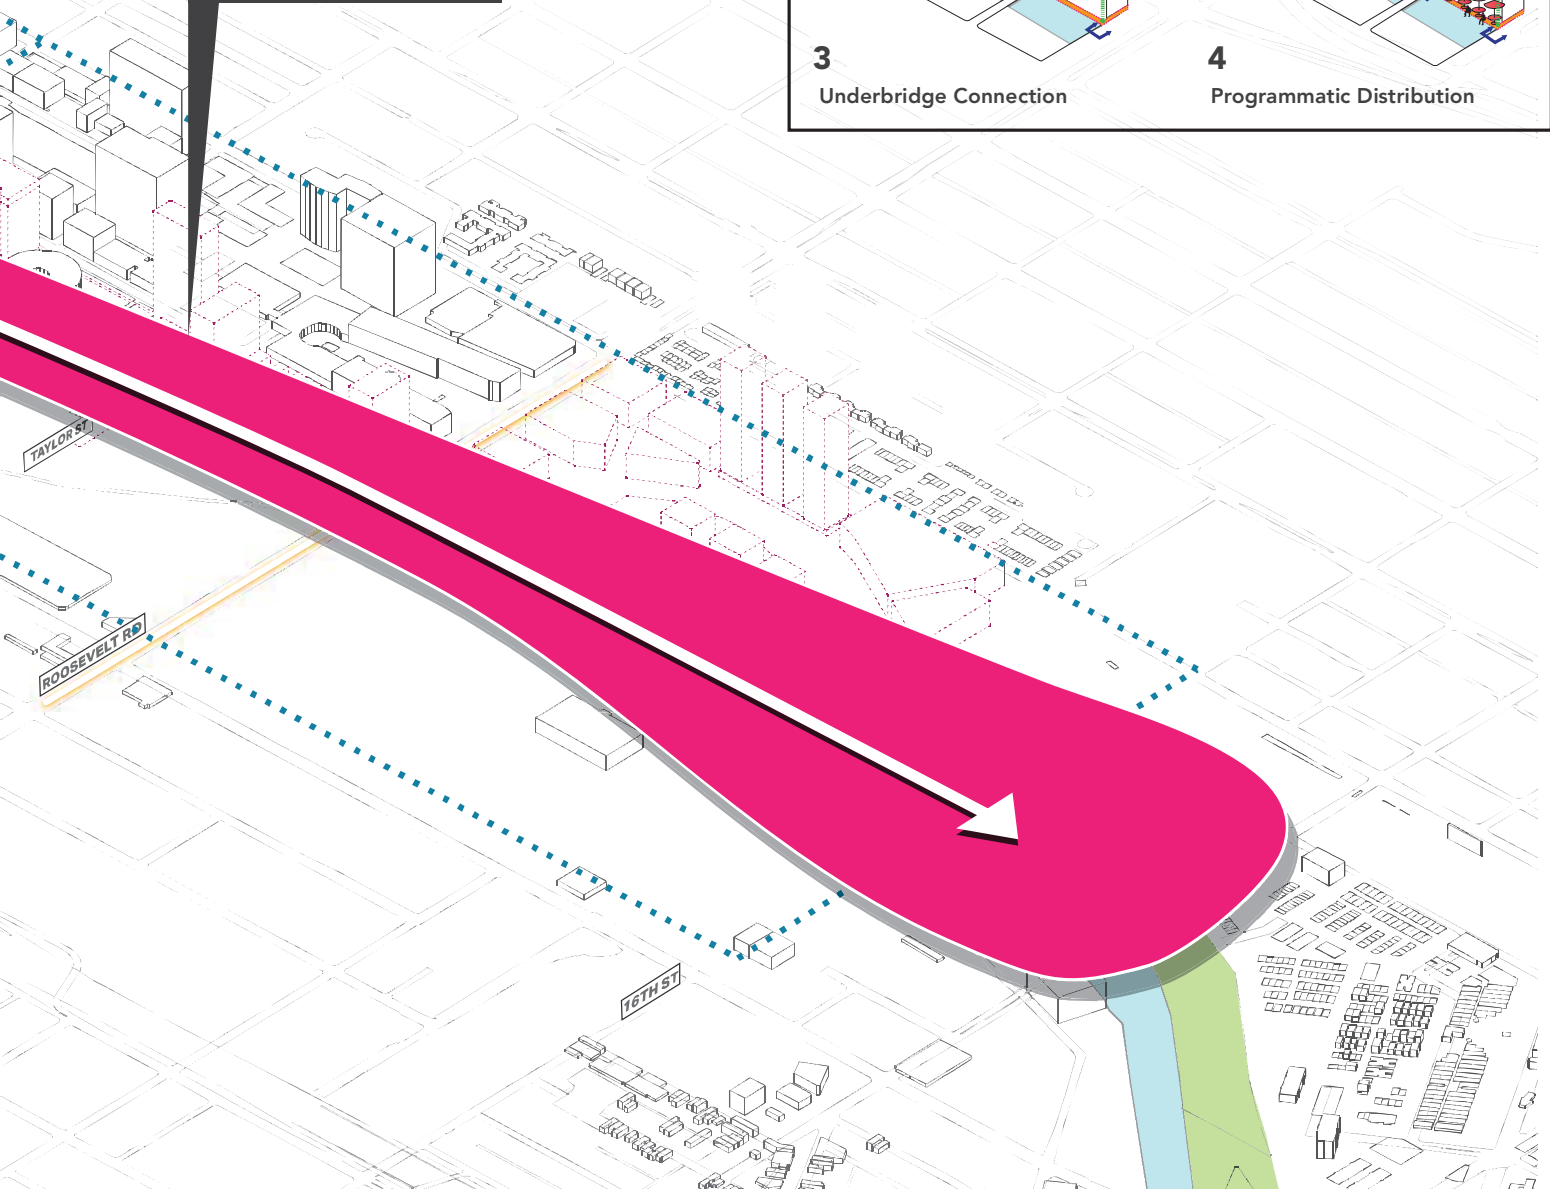 3
Underbridge Connection
4
Programmatic Distribution
TAYLOR ST
ROOSEVELT RD
16TH ST